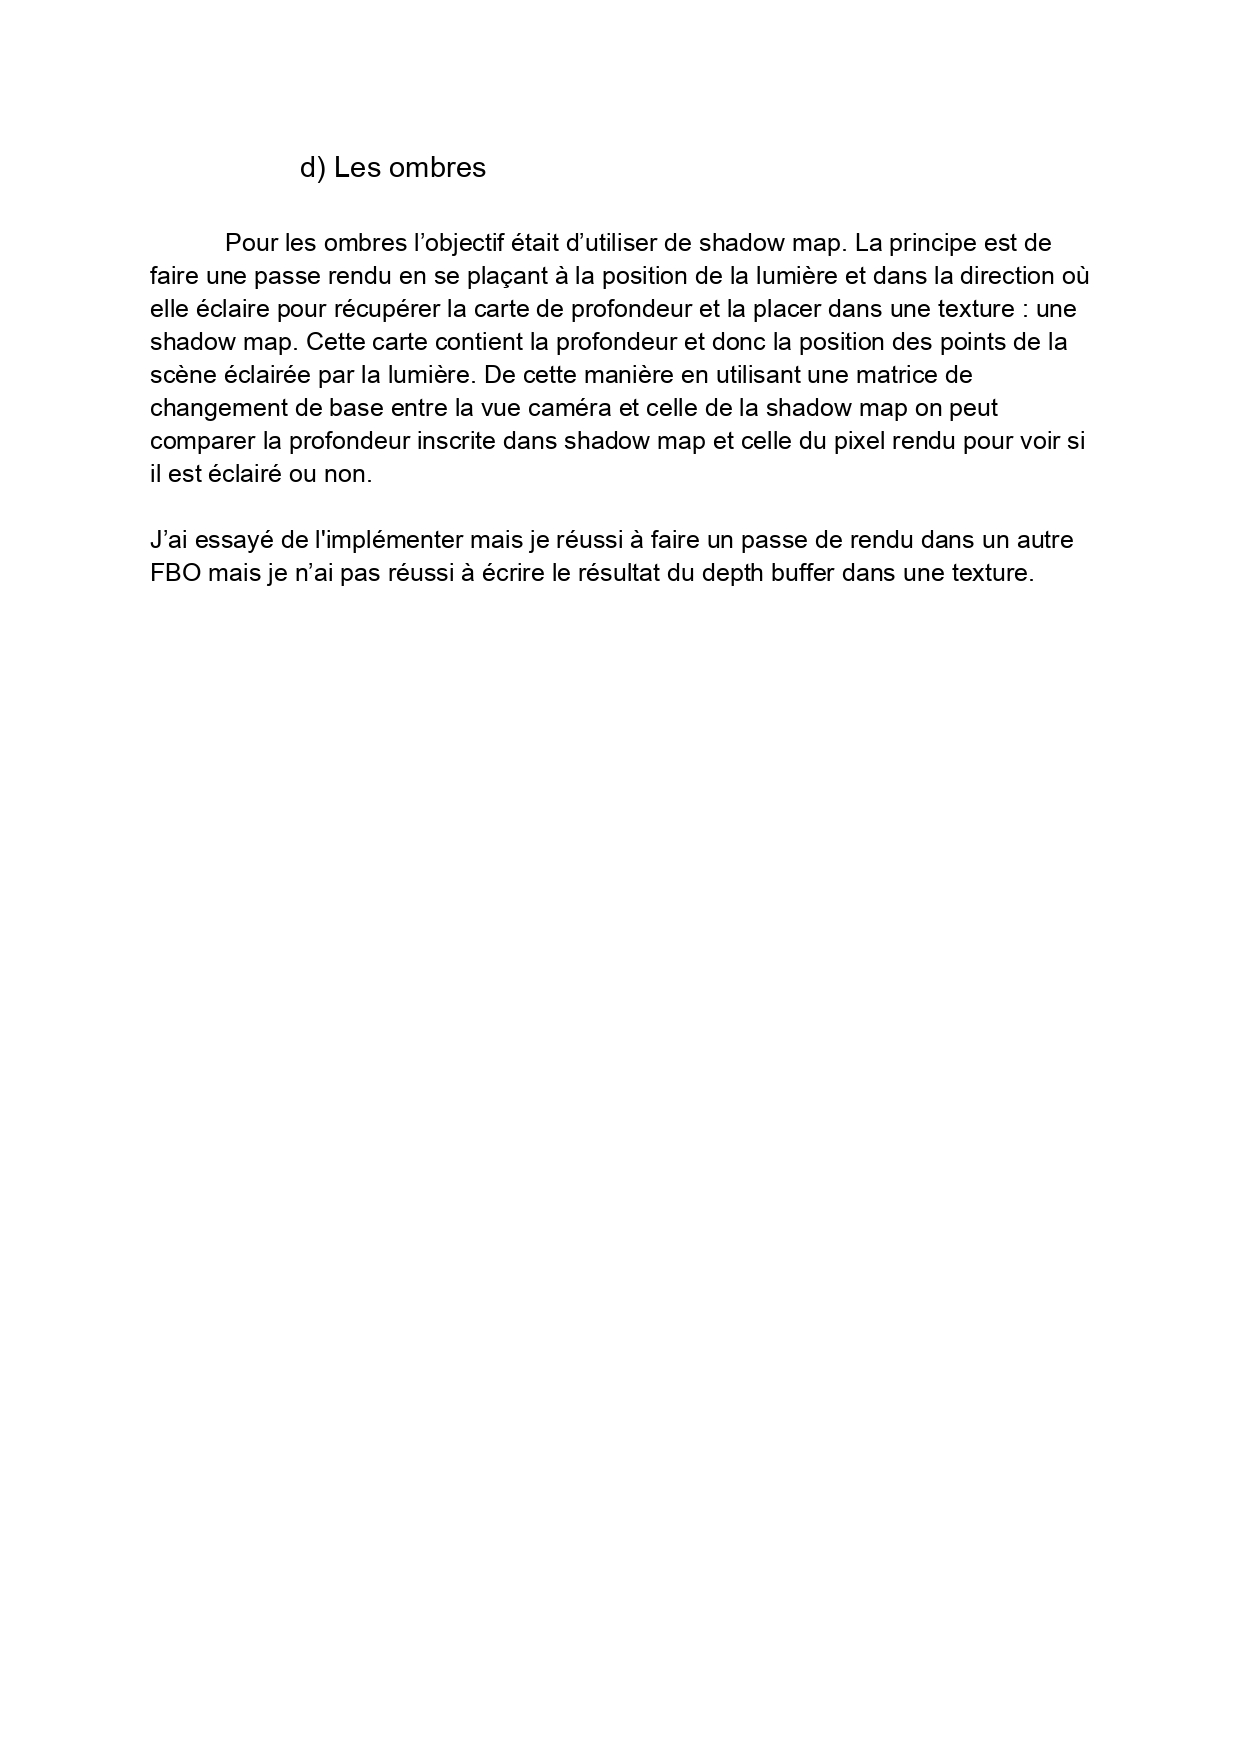 d) Les ombres
Pour les ombres l’objectif était d’utiliser de shadow map. La principe est de
faire une passe rendu en se plaçant à la position de la lumière et dans la direction où
elle éclaire pour récupérer la carte de profondeur et la placer dans une texture : une
shadow map. Cette carte contient la profondeur et donc la position des points de la
scène éclairée par la lumière. De cette manière en utilisant une matrice de
changement de base entre la vue caméra et celle de la shadow map on peut
comparer la profondeur inscrite dans shadow map et celle du pixel rendu pour voir si
il est éclairé ou non.
J’ai essayé de l'implémenter mais je réussi à faire un passe de rendu dans un autre
FBO mais je n’ai pas réussi à écrire le résultat du depth buffer dans une texture.